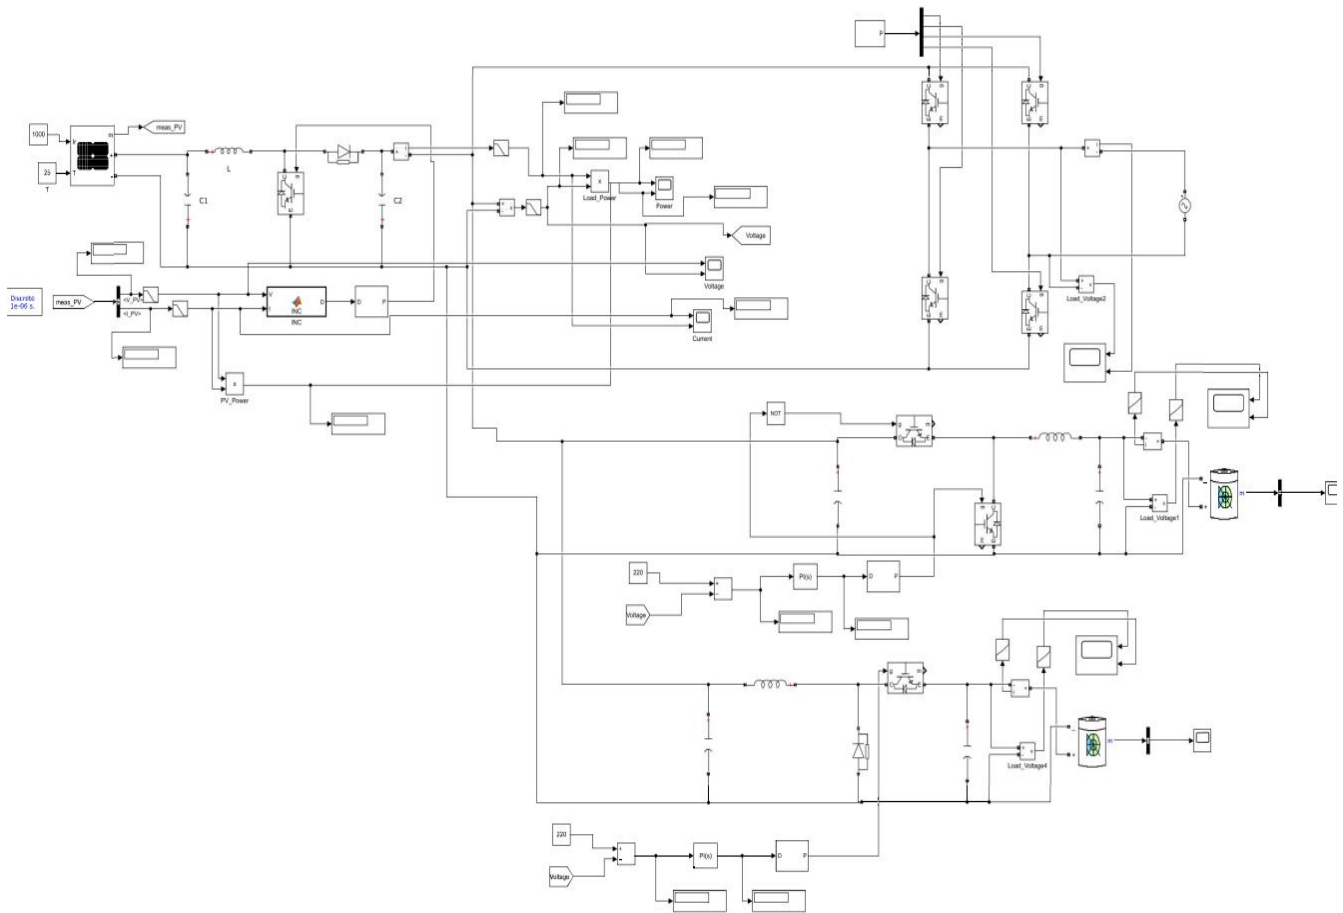 P
1000
25
T
Ir
T
m
meas_PV
L
C1
C2
Load_Power
Power
Voltage
Voltage
Discrete
1e-06 s.
meas_PV
<V_PV>
<I_PV>
V
I
INC
D
INC
D
P
Current
x
PV_Power
x
Load_Voltage2
NOT
Load_Voltage1
m
220
Voltage
PI(s)
D
P
Load_Voltage4
m
220
Voltage
PI(s)
D
P